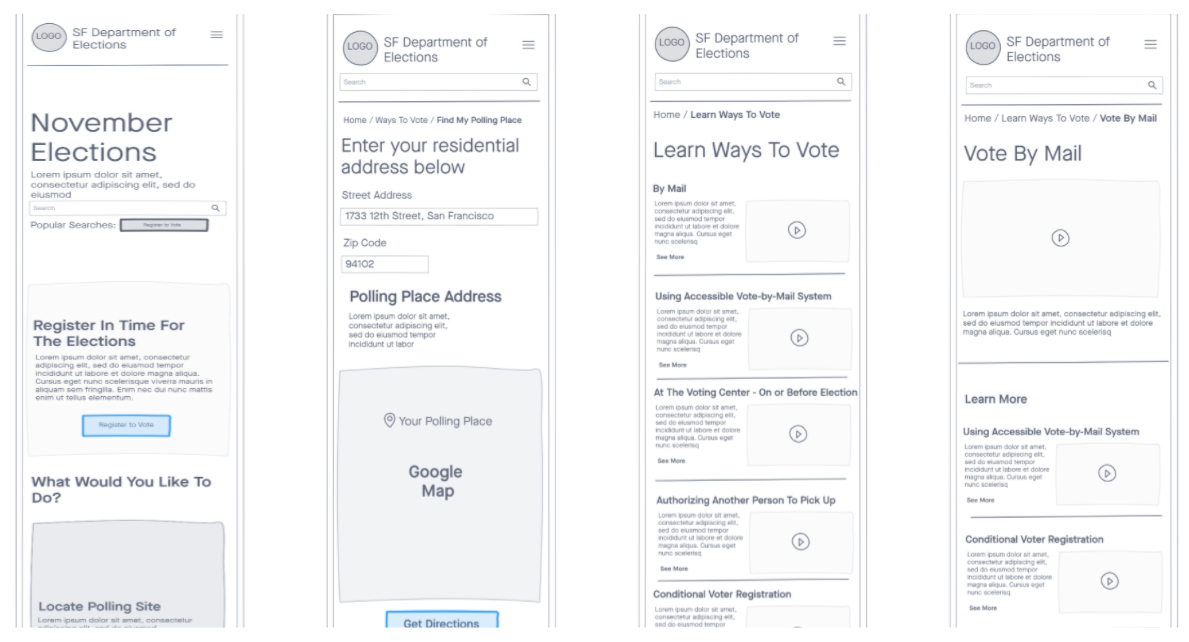 LOGO
SF Department of
Elections
November
Elections
Lorem ipsum dolor sit amet,
consectetur adipiscing elit, sed do
eiusmod
Search
Popular Searches:
Register to Vote
Register In Time For
The Elections
Lorem ipsum dolor sit amet, consectetur
adipiscing elit, sed do eiusmod tempor
incididunt ut labore et dolore magna aliqua.
Cursus eget nunc scelerisque viverra mauris in
aliquam sem fringilla. Enim nec dui nunc mattis
enim ut tellus elementum.
Register to Vote
What Would You Like To
Do?
Locate Polling Site
Lorem ipsum dolor sit amet, consectetur
adipiscing elit, sed do eiusmod
LOGO
SF Department of
Elections
Search
Home / Ways To Vote / Find My Polling Place
Enter your residential
address below
Street Address
1733 12th Street, San Francisco
Zip Code
94102
Polling Place Address
Lorem ipsum dolor sit amet,
consectetur adipiscing elit,
sed do eiusmod tempor
incididunt ut labor
Your Polling Place
Google
Map
Get Directions
LOGO
SF Department of
Elections
Search
Home / Learn Ways To Vote
Learn Ways To Vote
By Mail
Lorem ipsum dolor sit amet,
consectetur adipiscing elit,
sed do eiusmod tempor
incididunt ut labore et dolore
magna aliqua. Cursus eget
nunc scelerisq
See More
Using Accessible Vote-by-Mail System
Lorem ipsum dolor sit amet,
consectetur adipiscing elit,
sed do eiusmod tempor
incididunt ut labore et dolore
magna aliqua. Cursus eget
nunc scelerisq
See More
At The Voting Center - On or Before Election
Lorem ipsum dolor sit amet,
consectetur adipiscing elit,
sed do eiusmod tempor
incididunt ut labore et dolore
magna aliqua. Cursus eget
nunc scelerisq
See More
Authorizing Another Person To Pick Up
Lorem ipsum dolor sit amet,
consectetur adipiscing elit,
sed do eiusmod tempor
incididunt ut labore et dolore
magna aliqua. Cursus eget
nunc scelerisq
See More
Conditional Voter Registration
Lorem ipsum dolor sit amet,
consectetur adipiscing elit,
LOGO
SF Department of
Elections
Search
Home / Learn Ways To Vote / Vote By Mail
Vote By Mail
Lorem ipsum dolor sit amet, consectetur adipiscing elit,
sed do eiusmod tempor incididunt ut labore et dolore
magna aliqua. Cursus eget nunc scelerisq
Learn More
Using Accessible Vote-by-Mail System
Lorem ipsum dolor sit amet,
consectetur adipiscing elit,
sed do eiusmod tempor
incididunt ut labore et dolore
magna aliqua. Cursus eget
nunc scelerisq
See More
Conditional Voter Registration
Lorem ipsum dolor sit amet,
consectetur adipiscing elit,
sed do eiusmod tempor
incididunt ut labore et dolore
magna aliqua. Cursus eget
nunc scelerisq
See More